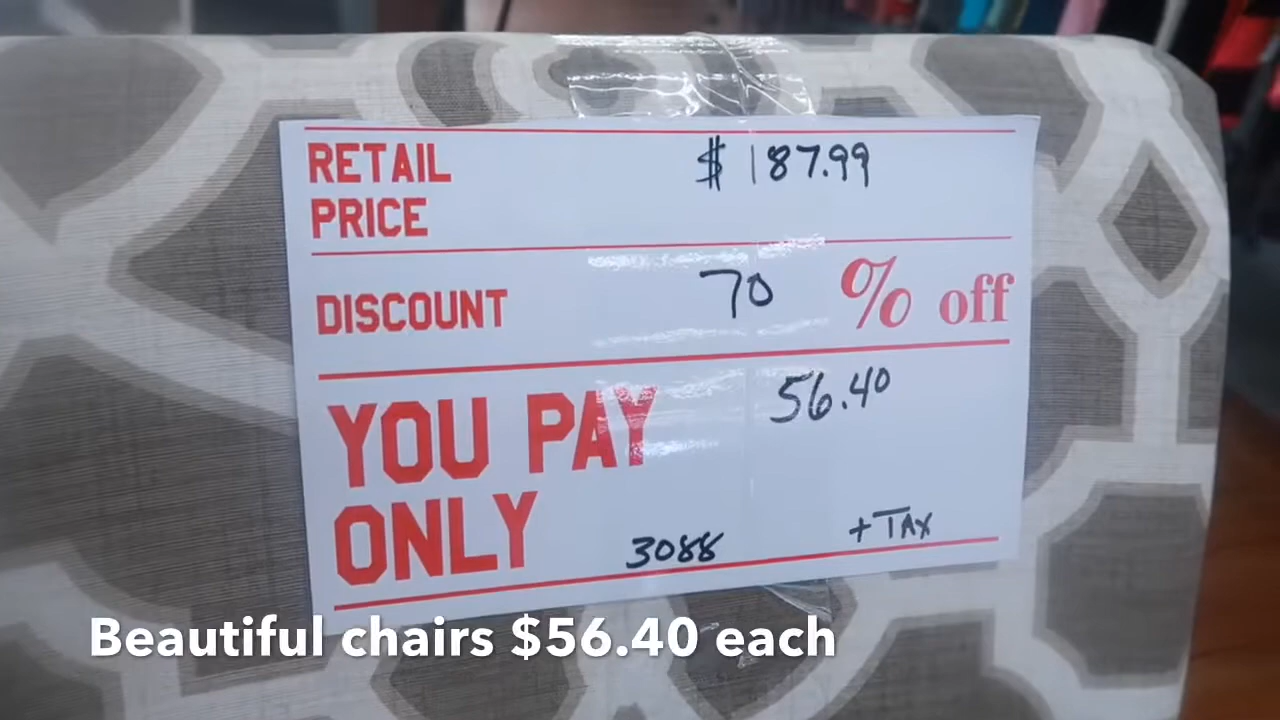 RETAIL PRICE $187.99
DISCOUNT 70 % off
YOU PAY ONLY 56.40
3088 + TAX
Beautiful chairs $56.40 each